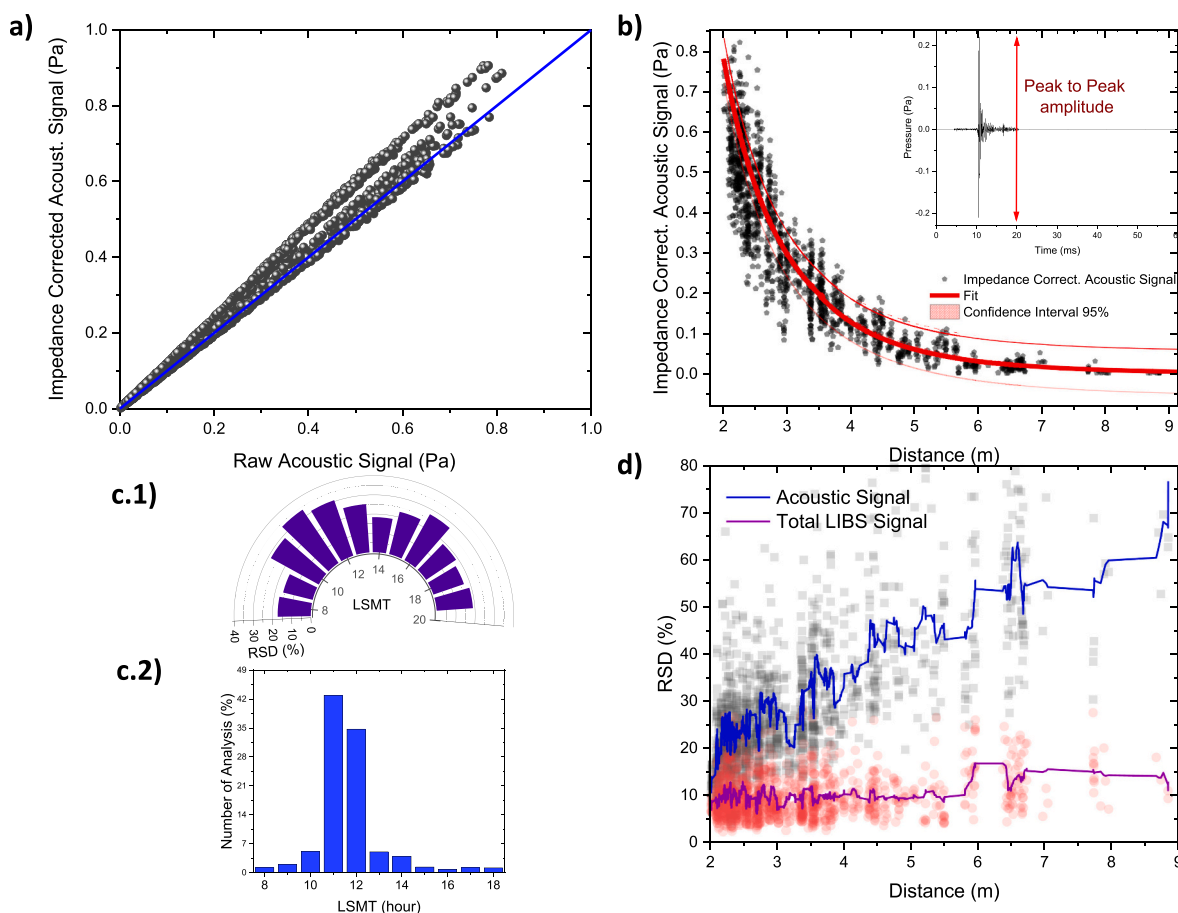 a)
Impedance Corrected Acoust. Signal (Pa)
1.0
0.8
0.6
0.4
0.2
0.0
0.0 0.2 0.4 0.6 0.8 1.0
Raw Acoustic Signal (Pa)
b)
Impedance Correct. Acoustic Signal (Pa)
0.8
0.7
0.6
0.5
0.4
0.3
0.2
0.1
0.0
2 3 4 5 6 7 8 9
Distance (m)
Pressure (Pa)
0.2
0.1
0.0
-0.1
-0.2
0 10 20 30 40 50
Time (ms)
Peak to Peak
amplitude
Impedance Correct. Acoustic Signal
Fit
Confidence Interval 95%
c.1)
8 10 12 14 16 18 20
LSMT
40 30 20 10 0
RSD (%)
c.2)
Number of Analysis (%)
49
42
35
28
21
14
7
0
8 10 12 14 16 18
LSMT (hour)
d)
RSD (%)
80
70
60
50
40
30
20
10
0
2 3 4 5 6 7 8 9
Distance (m)
Acoustic Signal
Total LIBS Signal